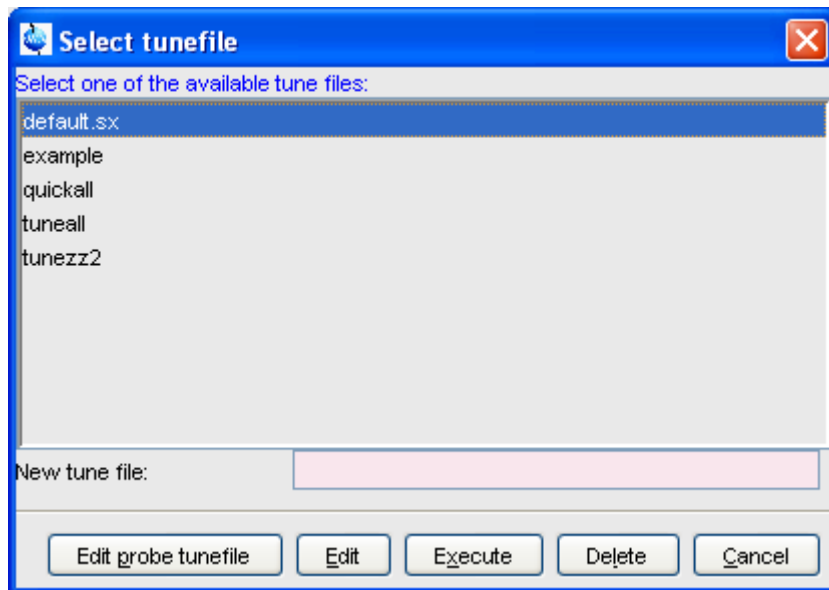 Select tunefile
Select one of the available tune files:
default.sx
example
quickall
tuneall
tunezz2
New tune file:
Edit probe tunefile Edit Execute Delete Cancel